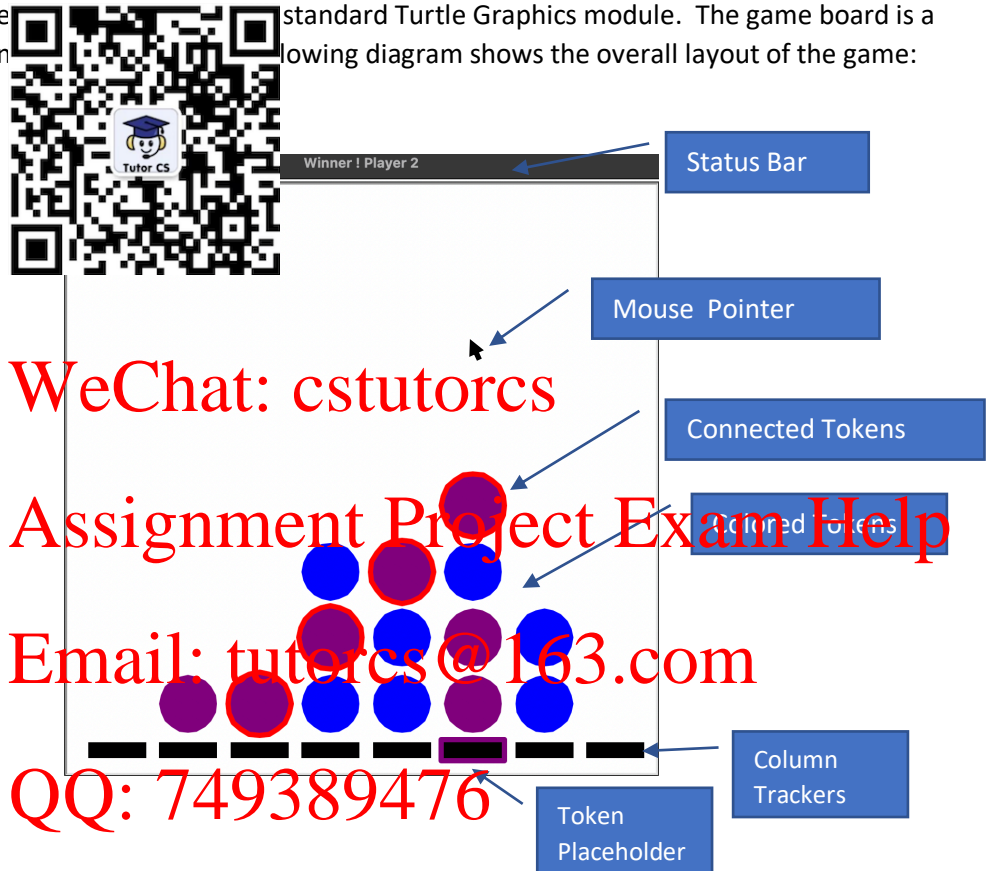 standard Turtle Graphics module. The game board is a
lowing diagram shows the overall layout of the game:
Tutor CS
Winner ! Player 2
Status Bar
Mouse Pointer
WeChat: cstutorcs
Connected Tokens
Colored Tokens
Assignment Project Exam Help
Email: tutorcs@163.com
Column
Trackers
QQ: 749389476
Token
Placeholder